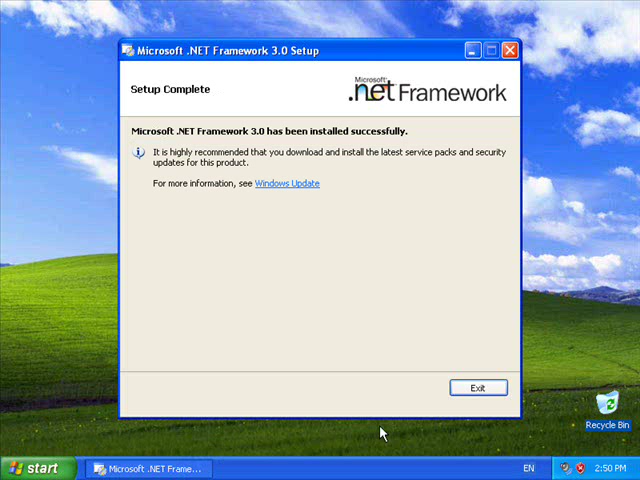 Microsoft .NET Framework 3.0 Setup
Setup Complete
Microsoft
.net Framework
Microsoft .NET Framework 3.0 has been installed successfully.
It is highly recommended that you download and install the latest service packs and security
updates for this product.
For more information, see Windows Update
Exit
Recycle Bin
start
Microsoft .NET Frame...
EN
2:50 PM